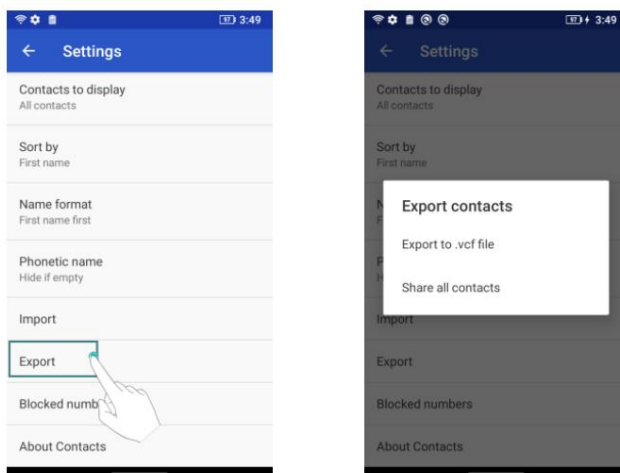 57 3:49
Settings
Contacts to display
All contacts
Sort by
First name
Name format
First name first
Phonetic name
Hide if empty
Import
Export
Blocked numb
About Contacts
57 3:49
Settings
Contacts to display
All contacts
Sort by
First name
N
F
Export contacts
Export to .vcf file
P
H
Share all contacts
Import
Export
Blocked numbers
About Contacts